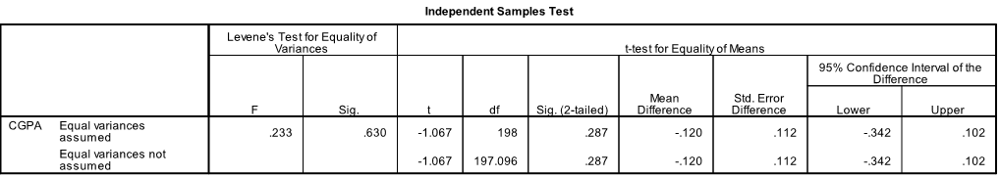 Independent Samples Test
Levene's Test for Equality of Variances
t-test for Equality of Means
95% Confidence Interval of the Difference
F Sig. t df Sig. (2-tailed) Mean Difference Std. Error Difference Lower Upper
CGPA Equal variances assumed .233 .630 -1.067 198 .287 -.120 .112 -.342 .102
Equal variances not assumed -1.067 197.096 .287 -.120 .112 -.342 .102